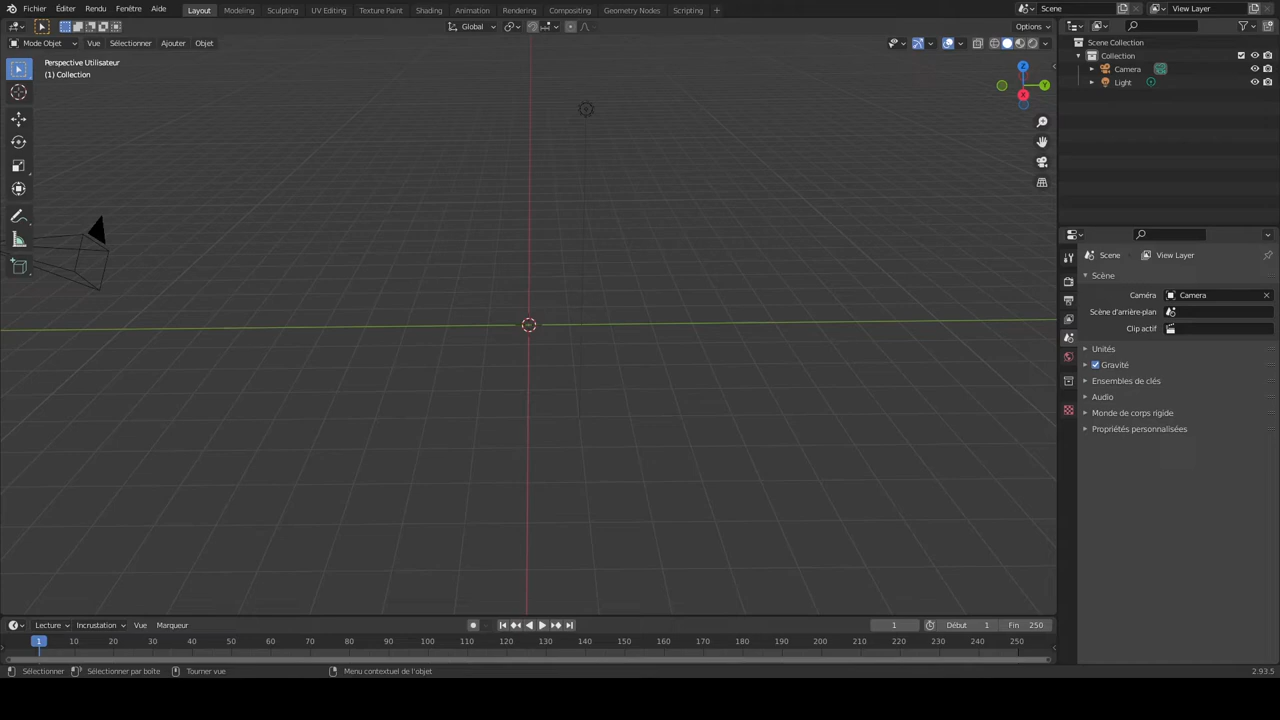 Fichier Éditer Rendu Fenêtre Aide Layout Modeling Sculpting UV Editing Texture Paint Shading Animation Rendering Compositing Geometry Nodes Scripting + Scene View Layer
Global Options
Mode Objet Vue Sélectionner Ajouter Objet
Perspective Utilisateur
(1) Collection
Z
Y
X
Scene Collection
Collection
Camera
Light
Scene View Layer
Scène
Caméra Camera
Scène d'arrière-plan
Clip actif
Unités
Gravité
Ensembles de clés
Audio
Monde de corps rigide
Propriétés personnalisées
Lecture Incrustation Vue Marqueur 1 Début 1 Fin 250
1 10 20 30 40 50 60 70 80 90 100 110 120 130 140 150 160 170 180 190 200 210 220 230 240 250
Sélectionner Sélectionner par boîte Tourner vue Menu contextuel de l'objet 2.93.5